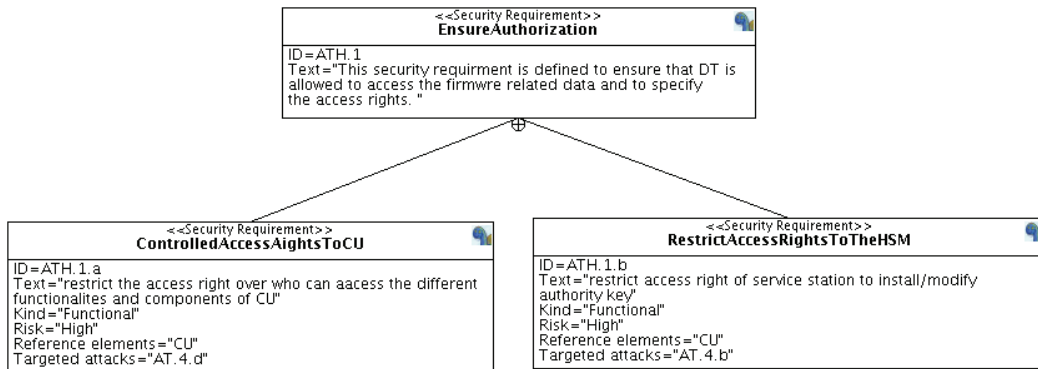 <<Security Requirement>>
EnsureAuthorization
ID=ATH.1
Text="This security requirment is defined to ensure that DT is
allowed to access the firmwre related data and to specify
the access rights. "
<<Security Requirement>>
ControlledAccessAightsToCU
ID=ATH.1.a
Text="restrict the access right over who can aacess the different
functionalites and components of CU"
Kind="Functional"
Risk="High"
Reference elements="CU"
Targeted attacks="AT.4.d"
<<Security Requirement>>
RestrictAccessRightsToTheHSM
ID=ATH.1.b
Text="restrict access right of service station to install/modify
authority key"
Kind="Functional"
Risk="High"
Reference elements="CU"
Targeted attacks="AT.4.b"